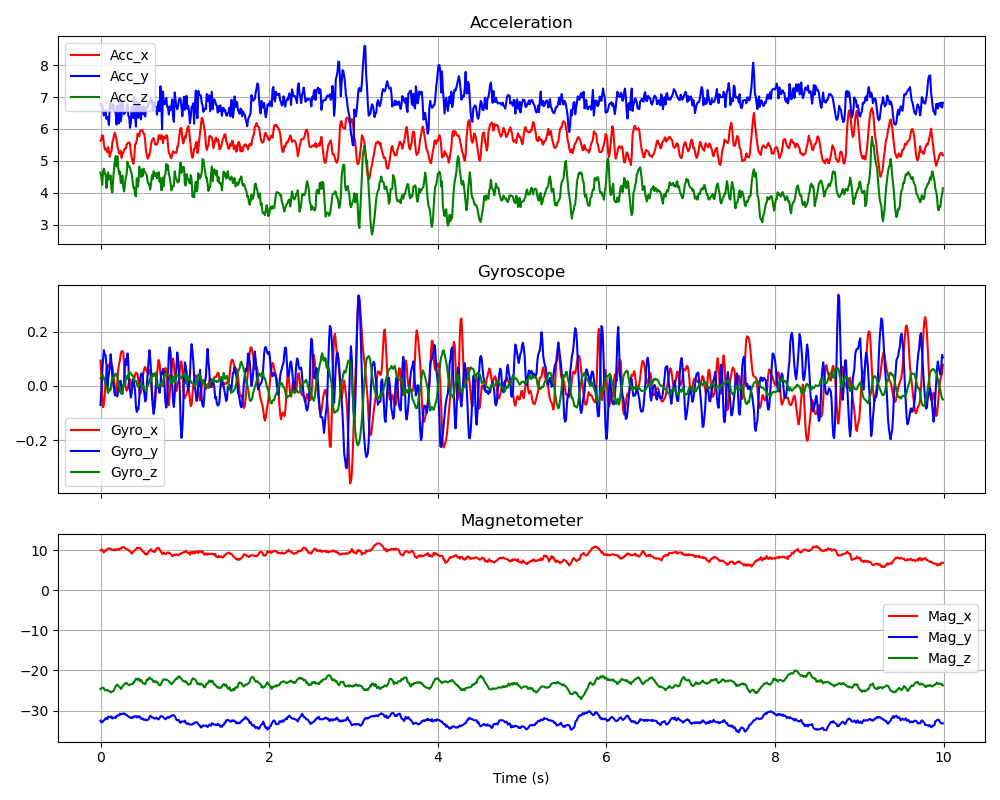 Acceleration
Acc_x
Acc_y
Acc_z
8
7
6
5
4
3
Gyroscope
0.2
0.0
−0.2
Gyro_x
Gyro_y
Gyro_z
Magnetometer
10
0
−10
−20
−30
Mag_x
Mag_y
Mag_z
0 2 4 6 8 10
Time (s)